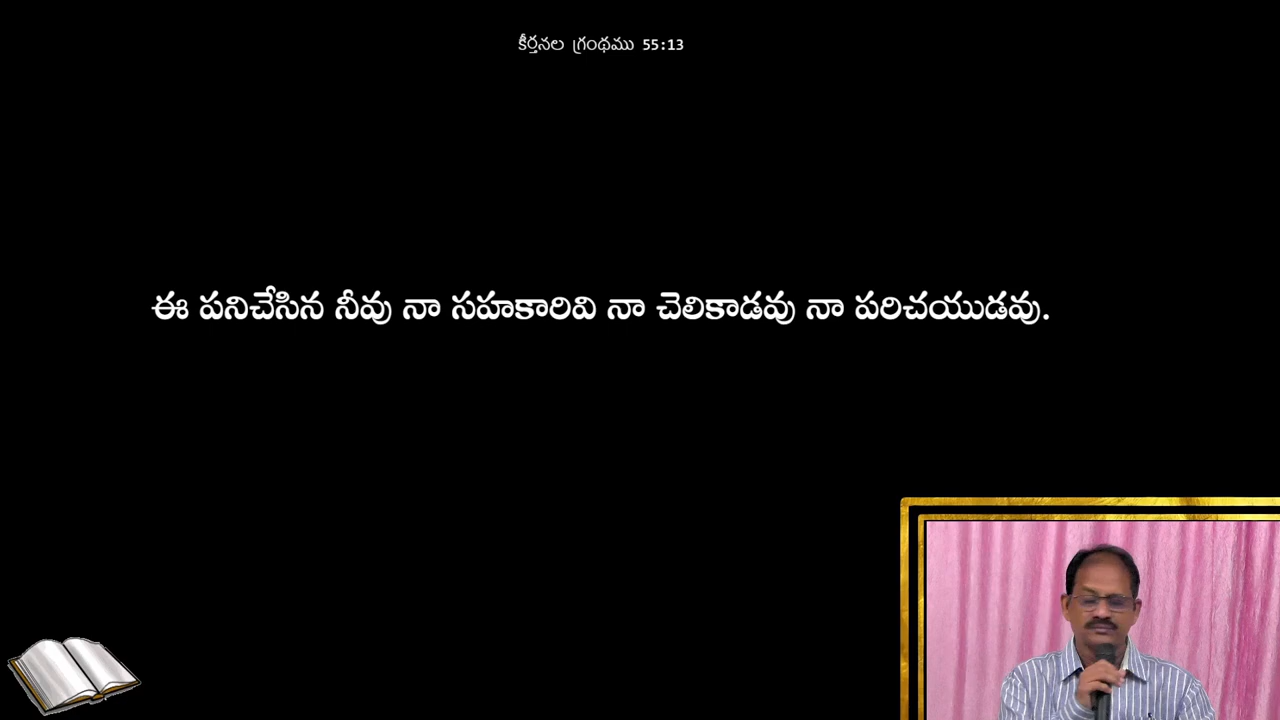 కీర్తనల గ్రంథము 55:13
ఈ పనిచేసిన నీవు నా సహకారివి నా చెలికాడవు నా పరిచయుడవు.